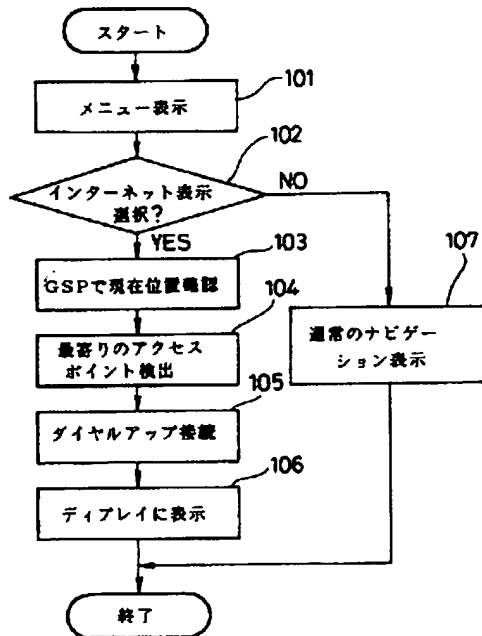 スタート
101
メニュー表示
102
インターネット表示
選択?
NO
YES
103
GSPで現在位置確認
104
最寄りのアクセス
ポイント検出
105
ダイヤルアップ接続
106
ディプレイに表示
107
通常のナビゲー
ション表示
終了